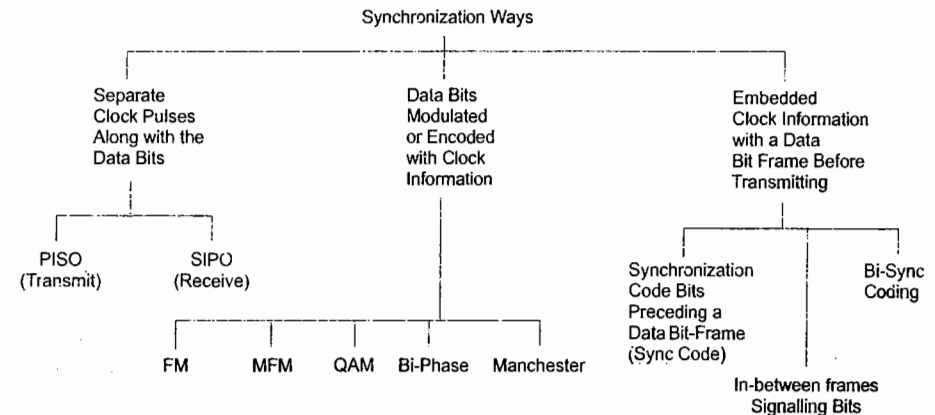 Synchronization Ways
Separate
Clock Pulses
Along with the
Data Bits
Data Bits
Modulated
or Encoded
with Clock
Information
Embedded
Clock Information
with a Data
Bit Frame Before
Transmitting
PISO
(Transmit)
SIPO
(Receive)
FM
MFM
QAM
Bi-Phase
Manchester
Synchronization
Code Bits
Preceding a
Data Bit-Frame
(Sync Code)
In-between frames
Signalling Bits
Bi-Sync
Coding